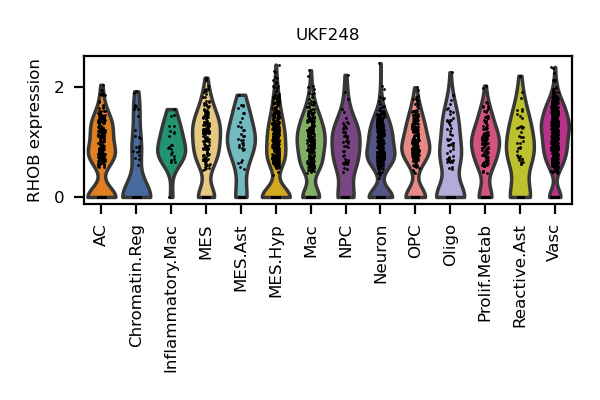 UKF248
RHOB expression
2
0
AC
Chromatin.Reg
Inflammatory.Mac
MES
MES.Ast
MES.Hyp
Mac
NPC
Neuron
OPC
Oligo
Prolif.Metab
Reactive.Ast
Vasc